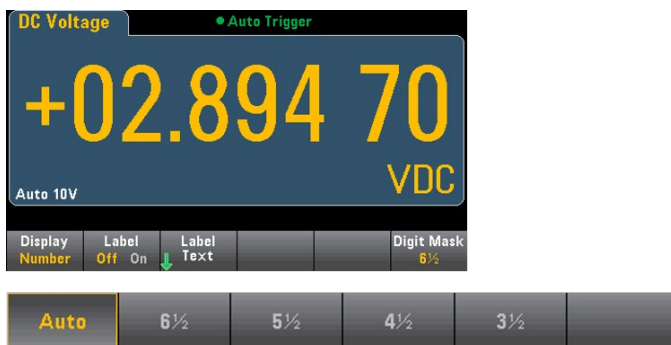 DC Voltage
Auto Trigger
+02.894 70
VDC
Auto 10V
Display Label Label Digit Mask
Number Off On Text 6½
Auto 6½ 5½ 4½ 3½